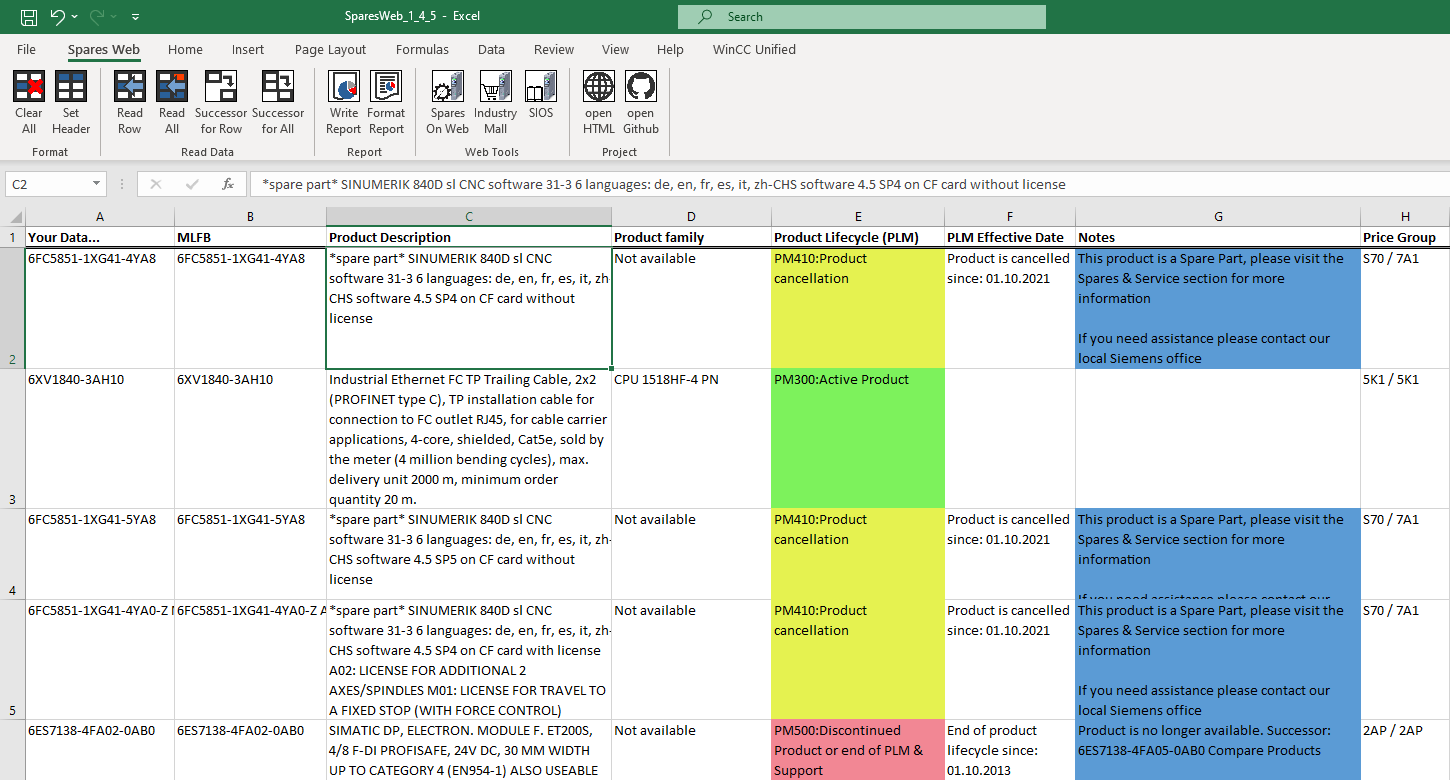 SparesWeb_1_4_5 - Excel
Search
File Spares Web Home Insert Page Layout Formulas Data Review View Help WinCC Unified
Clear All
Set Header
Read Row
Read All
Successor for Row
Successor for All
Write Report
Format Report
Spares On Web
Industry Mall
SIOS
open HTML
open Github
Format Read Data Report Web Tools Project
C2
fx
*spare part* SINUMERIK 840D sl CNC software 31-3 6 languages: de, en, fr, es, it, zh-CHS software 4.5 SP4 on CF card without license
A B C D E F G H
1 Your Data... MLFB Product Description Product family Product Lifecycle (PLM) PLM Effective Date Notes Price Group
2
6FC5851-1XG41-4YA8
6FC5851-1XG41-4YA8
*spare part* SINUMERIK 840D sl CNC
software 31-3 6 languages: de, en, fr, es, it, zh-
CHS software 4.5 SP4 on CF card without
license
Not available
PM410:Product
cancellation
Product is cancelled
since: 01.10.2021
This product is a Spare Part, please visit the
Spares & Service section for more
information
If you need assistance please contact our
local Siemens office
S70 / 7A1
3
6XV1840-3AH10
6XV1840-3AH10
Industrial Ethernet FC TP Trailing Cable, 2x2
(PROFINET type C), TP installation cable for
connection to FC outlet RJ45, for cable carrier
applications, 4-core, shielded, Cat5e, sold by
the meter (4 million bending cycles), max.
delivery unit 2000 m, minimum order
quantity 20 m.
CPU 1518HF-4 PN
PM300:Active Product
5K1 / 5K1
4
6FC5851-1XG41-5YA8
6FC5851-1XG41-5YA8
*spare part* SINUMERIK 840D sl CNC
software 31-3 6 languages: de, en, fr, es, it, zh-
CHS software 4.5 SP5 on CF card without
license
Not available
PM410:Product
cancellation
Product is cancelled
since: 01.10.2021
This product is a Spare Part, please visit the
Spares & Service section for more
information
If you need assistance please contact our
S70 / 7A1
5
6FC5851-1XG41-4YA0-Z
6FC5851-1XG41-4YA0-Z A
*spare part* SINUMERIK 840D sl CNC
software 31-3 6 languages: de, en, fr, es, it, zh-
CHS software 4.5 SP4 on CF card with license
A02: LICENSE FOR ADDITIONAL 2
AXES/SPINDLES M01: LICENSE FOR TRAVEL TO
A FIXED STOP (WITH FORCE CONTROL)
Not available
PM410:Product
cancellation
Product is cancelled
since: 01.10.2021
This product is a Spare Part, please visit the
Spares & Service section for more
information
If you need assistance please contact our
local Siemens office
S70 / 7A1
6ES7138-4FA02-0AB0
6ES7138-4FA02-0AB0
SIMATIC DP, ELECTRON. MODULE F. ET200S,
4/8 F-DI PROFISAFE, 24V DC, 30 MM WIDTH
UP TO CATEGORY 4 (EN954-1) ALSO USEABLE
Not available
PM500:Discontinued
Product or end of PLM &
Support
End of product
lifecycle since:
01.10.2013
Product is no longer available. Successor:
6ES7138-4FA05-0AB0 Compare Products
2AP / 2AP